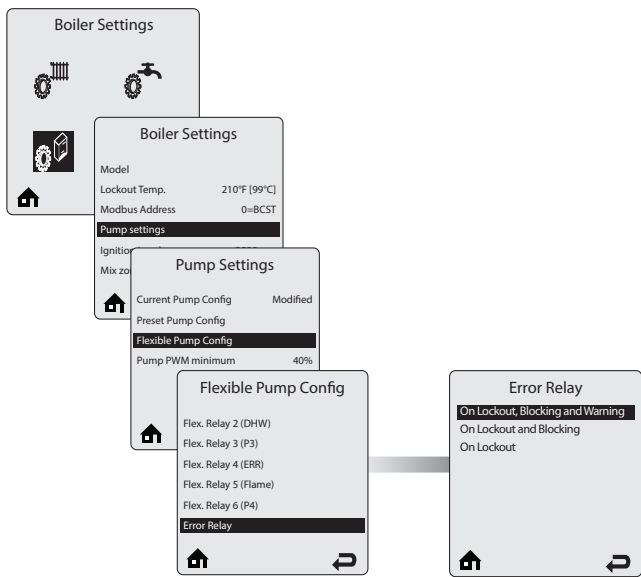 Boiler Settings
Boiler Settings
Model
Lockout Temp. 210°F [99°C]
Modbus Address 0=BCST
Pump settings
Mix zo
Pump Settings
Current Pump Config Modified
Preset Pump Config
Flexible Pump Config
Pump PWM minimum 40%
Flexible Pump Config
Flex. Relay 2 (DHW)
Flex. Relay 3 (P3)
Flex. Relay 4 (ERR)
Flex. Relay 5 (Flame)
Flex. Relay 6 (P4)
Error Relay
Error Relay
On Lockout, Blocking and Warning
On Lockout and Blocking
On Lockout